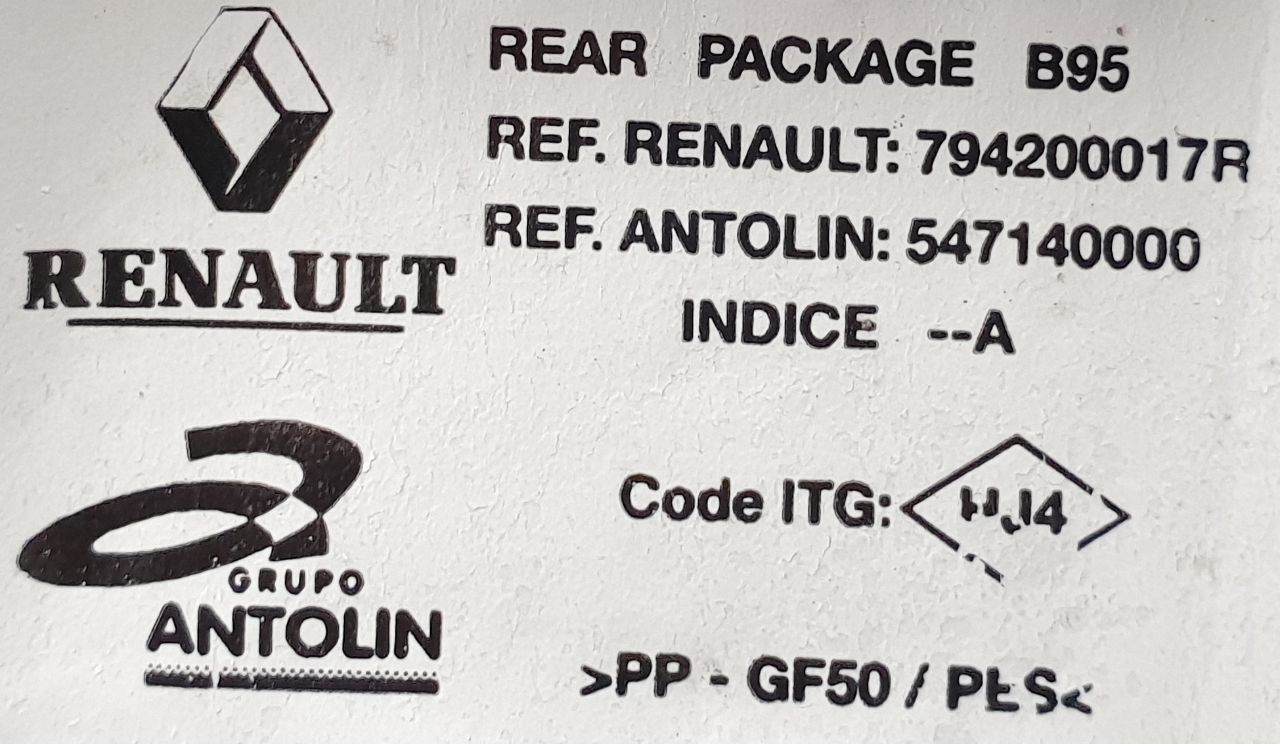 RENAULT
REAR PACKAGE B95
REF. RENAULT: 794200017R
REF. ANTOLIN: 547140000
INDICE --A
GRUPO
ANTOLIN
Code ITG:
>PP - GF50 / PES<